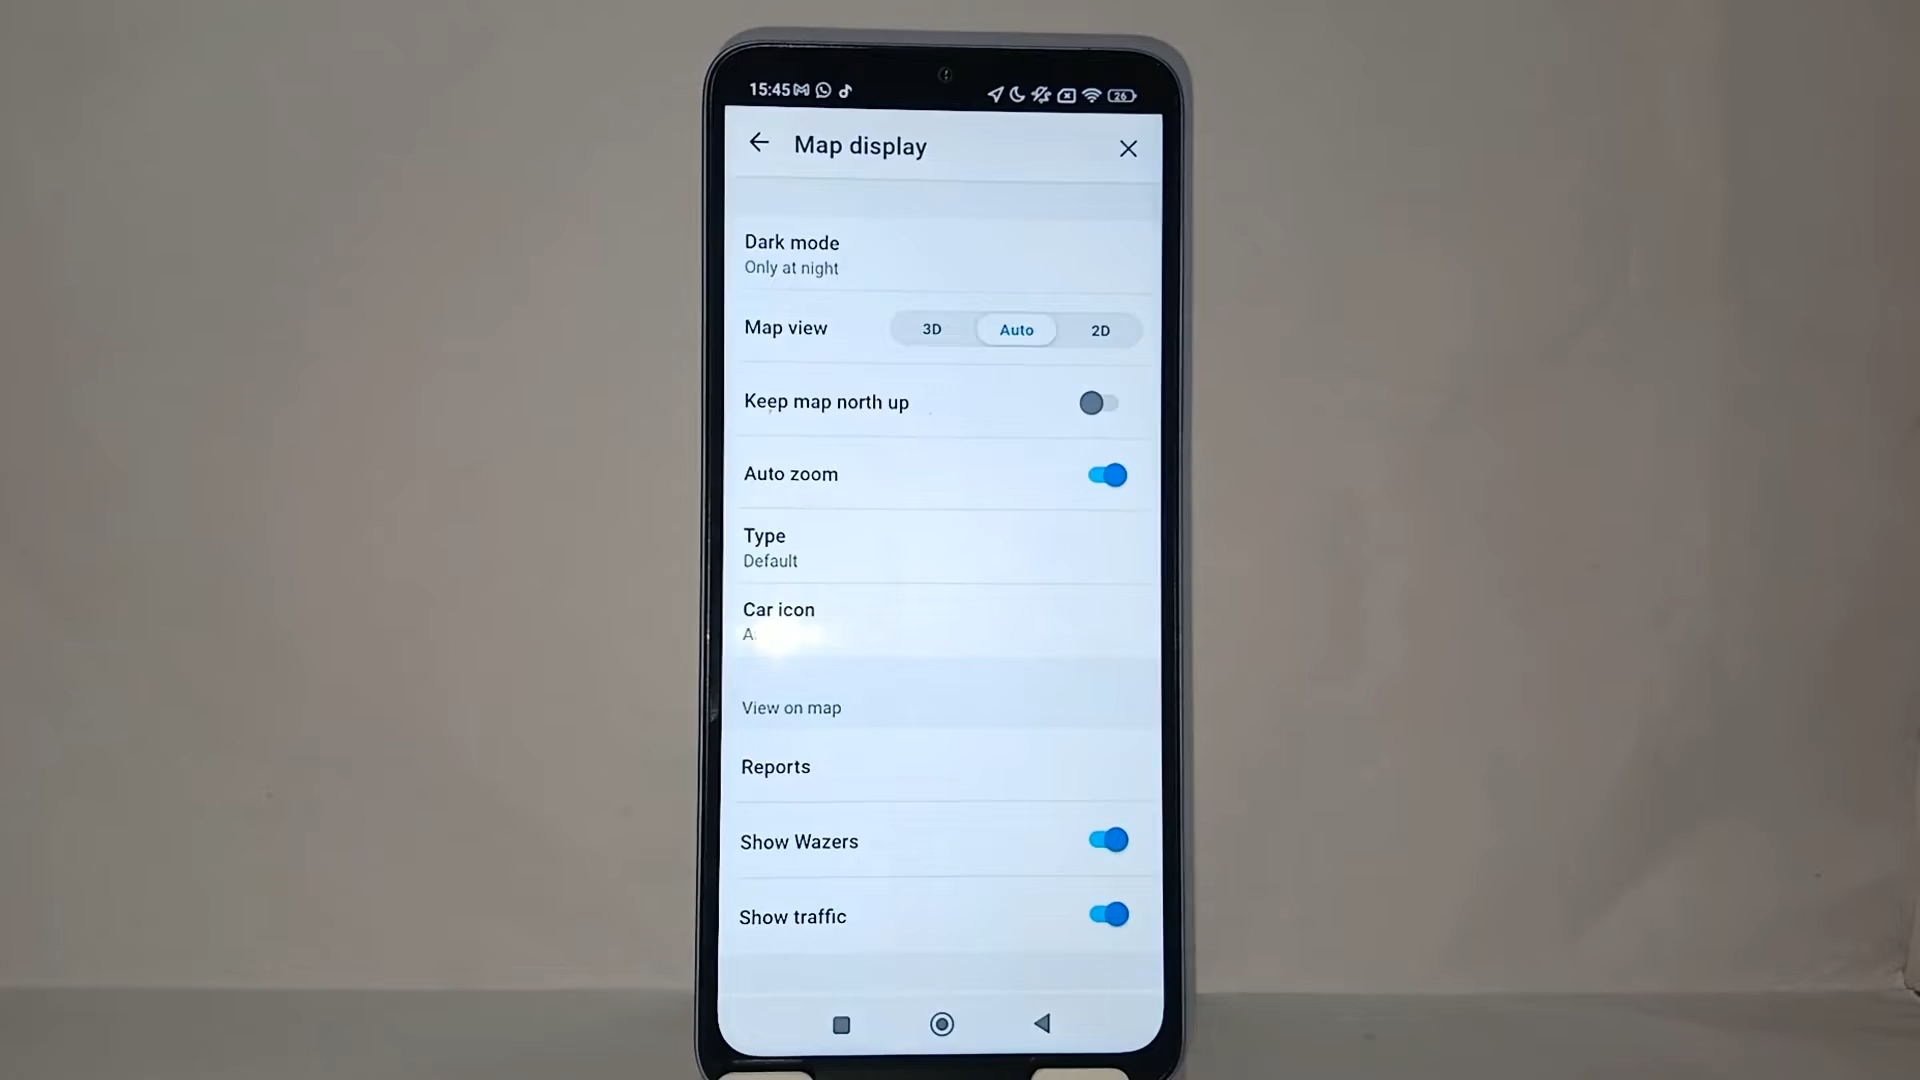 15:45
26
Map display
Dark mode
Only at night
Map view 3D Auto 2D
Keep map north up
Auto zoom
Type
Default
Car icon
View on map
Reports
Show Wazers
Show traffic